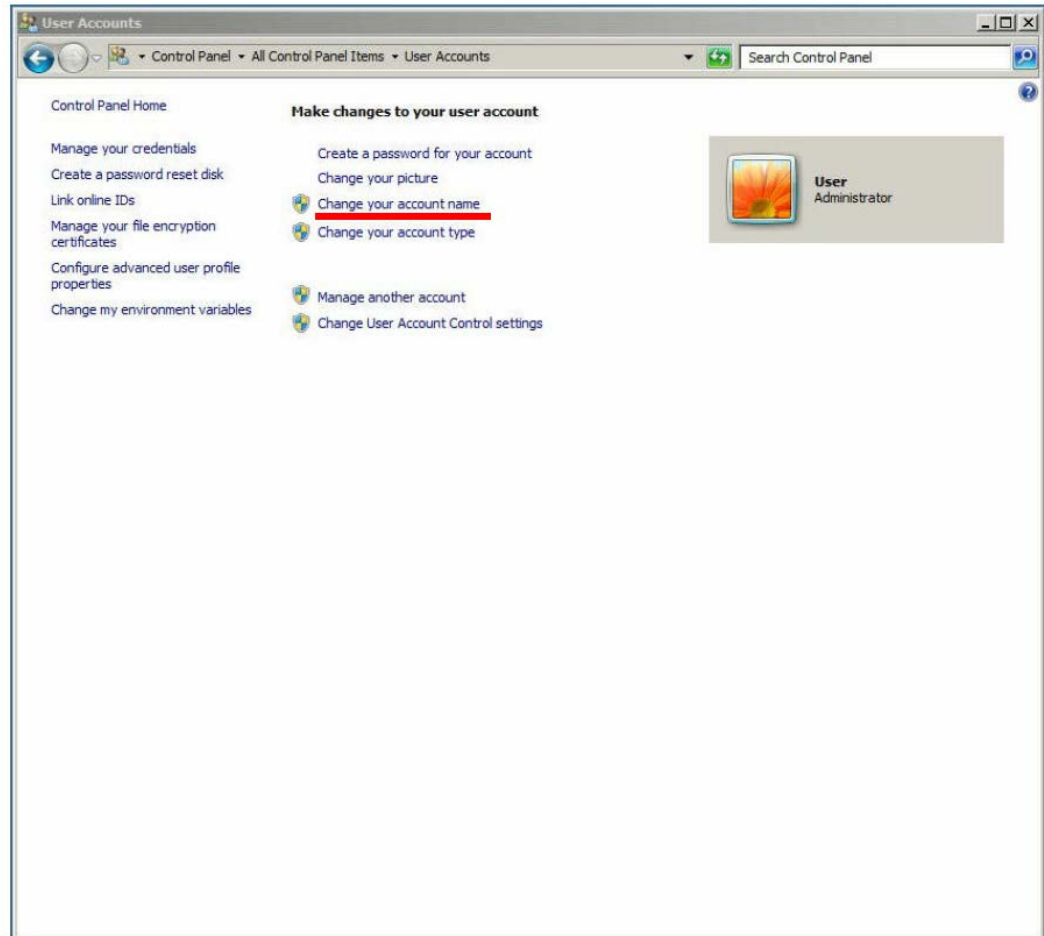 User Accounts
Control Panel All Control Panel Items User Accounts
Search Control Panel
Control Panel Home
Manage your credentials
Create a password reset disk
Link online IDs
Manage your file encryption
certificates
Configure advanced user profile
properties
Change my environment variables
Make changes to your user account
Create a password for your account
Change your picture
Change your account name
Change your account type
Manage another account
Change User Account Control settings
User
Administrator